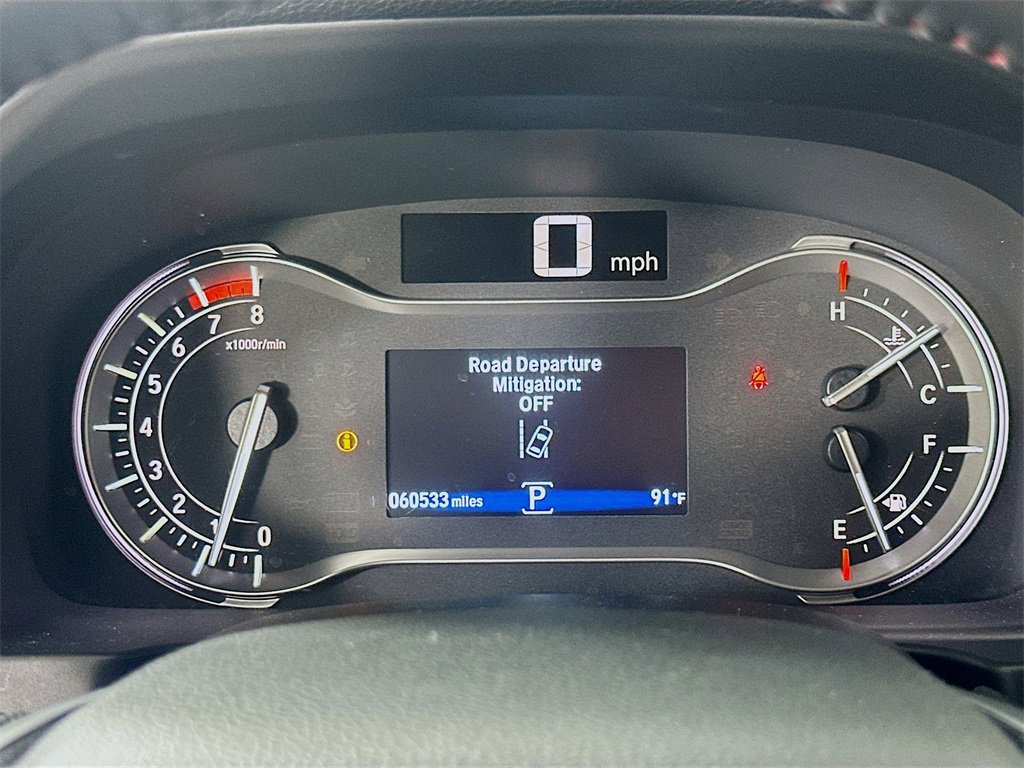 0 mph
8
7
6
5
4
3
2
1
0
x1000r/min
Road Departure
Mitigation:
OFF
060533 miles P 91°F
H
C
F
E